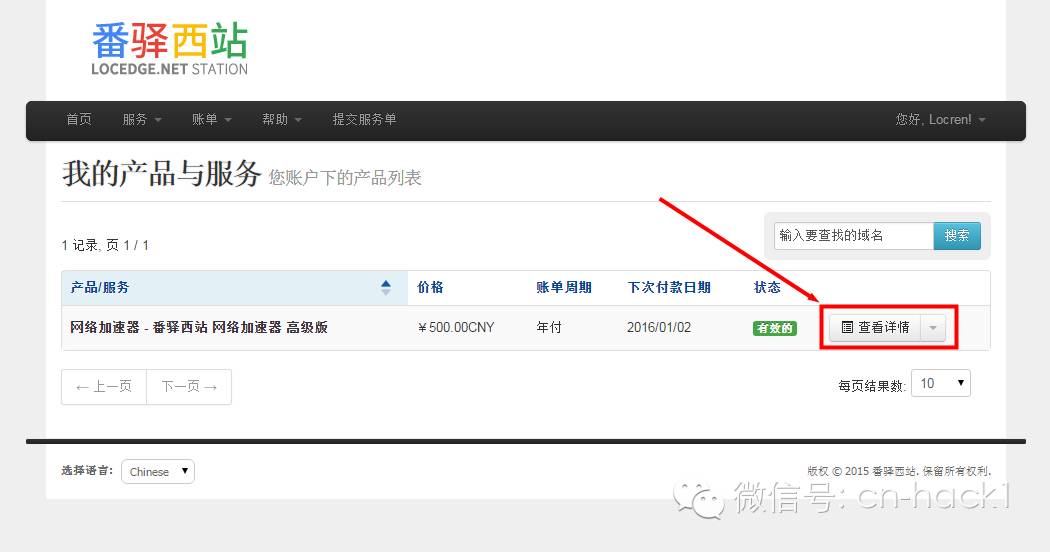 番驿西站
LOCEDGE.NET STATION
首页 服务 账单 帮助 提交服务单 您好, Locren!
我的产品与服务 您账户下的产品列表
1 记录, 页 1 / 1
输入要查找的域名 搜索
产品/服务 价格 账单周期 下次付款日期 状态
网络加速器 - 番驿西站 网络加速器 高级版 ￥500.00CNY 年付 2016/01/02 有效的 查看详情
← 上一页 下一页 → 每页结果数: 10
选择语言: Chinese 版权 © 2015 番驿西站. 保留所有权利.
微信号: cn-hack1